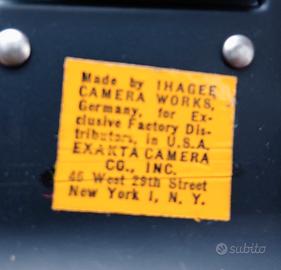 Made by IHAGEE
CAMERA WORKS,
Germany, for Ex-
clusive Factory Dis-
tributors, in U.S.A.
EXAKTA CAMERA
CO., INC.
46 West 29th Street
New York 1, N. Y.
subito